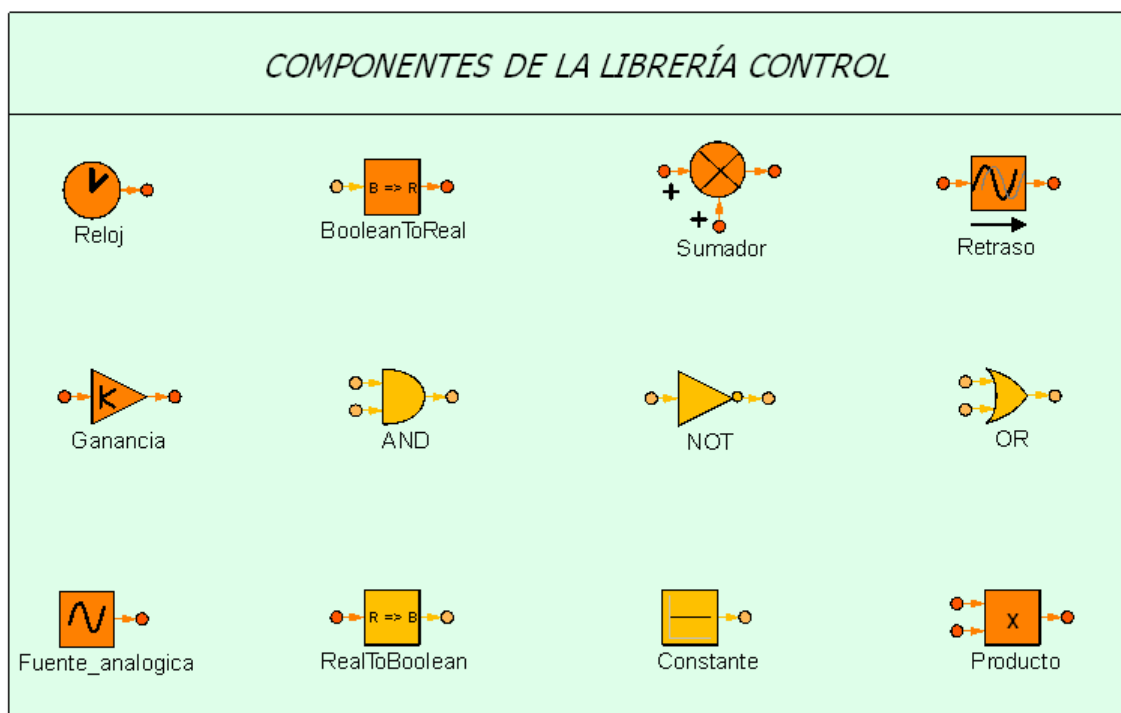 COMPONENTES DE LA LIBRERÍA CONTROL
B => R
+
+
Reloj
BooleanToReal
Sumador
Retraso
K
Ganancia
AND
NOT
OR
R => B
X
Fuente_analogica
RealToBoolean
Constante
Producto